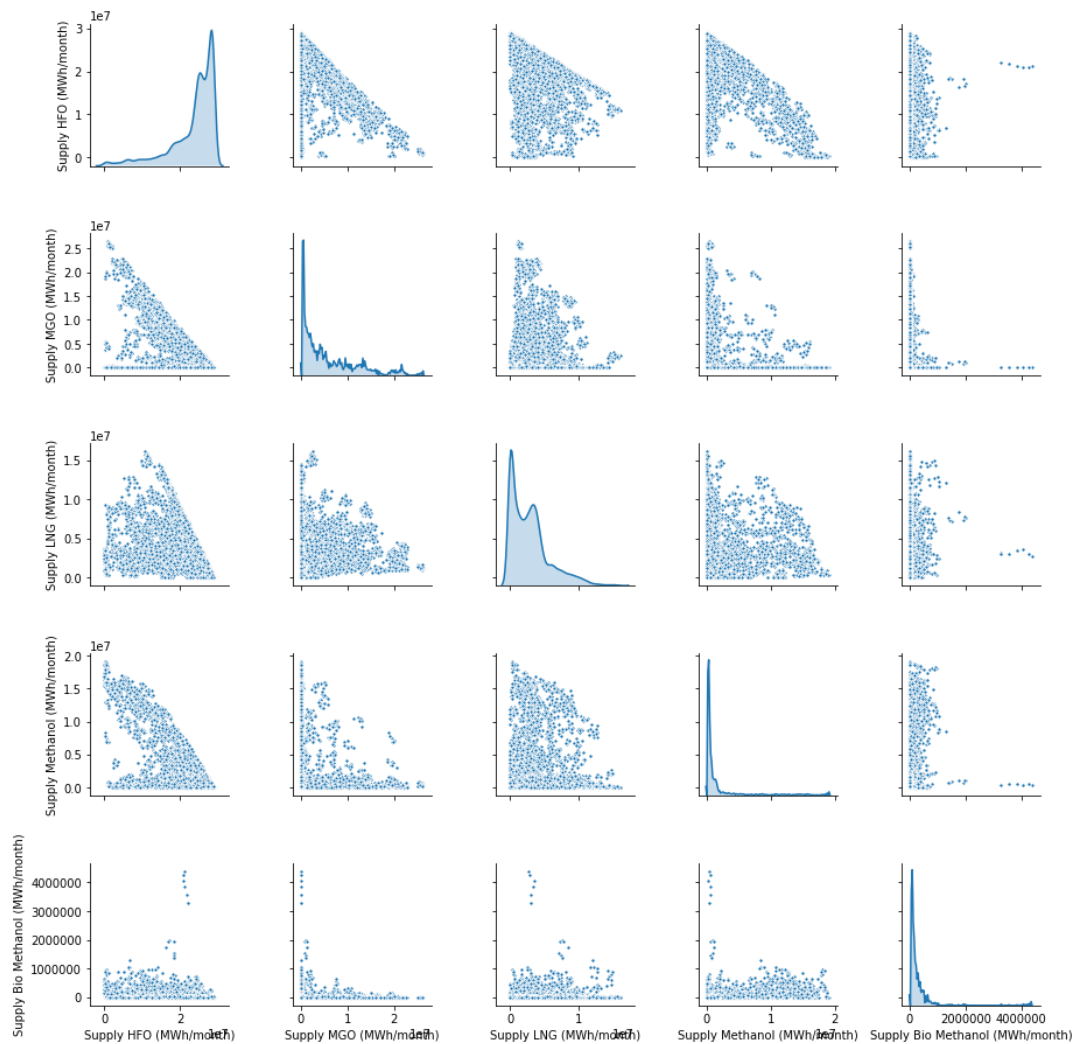 1e7
Supply HFO (MWh/month)
3
2
1
0
1e7
Supply MGO (MWh/month)
2.5
2.0
1.5
1.0
0.5
0.0
1e7
Supply LNG (MWh/month)
1.5
1.0
0.5
0.0
1e7
Supply Methanol (MWh/month)
2.0
1.5
1.0
0.5
0.0
Supply Bio Methanol (MWh/month)
4000000
3000000
2000000
1000000
0
0 2 0 1 2 0 1 0 1 2 0 2000000 4000000
Supply HFO (MWh/month) 1e7 Supply MGO (MWh/month) 1e7 Supply LNG (MWh/month) 1e7 Supply Methanol (MWh/month) 1e7 Supply Bio Methanol (MWh/month)